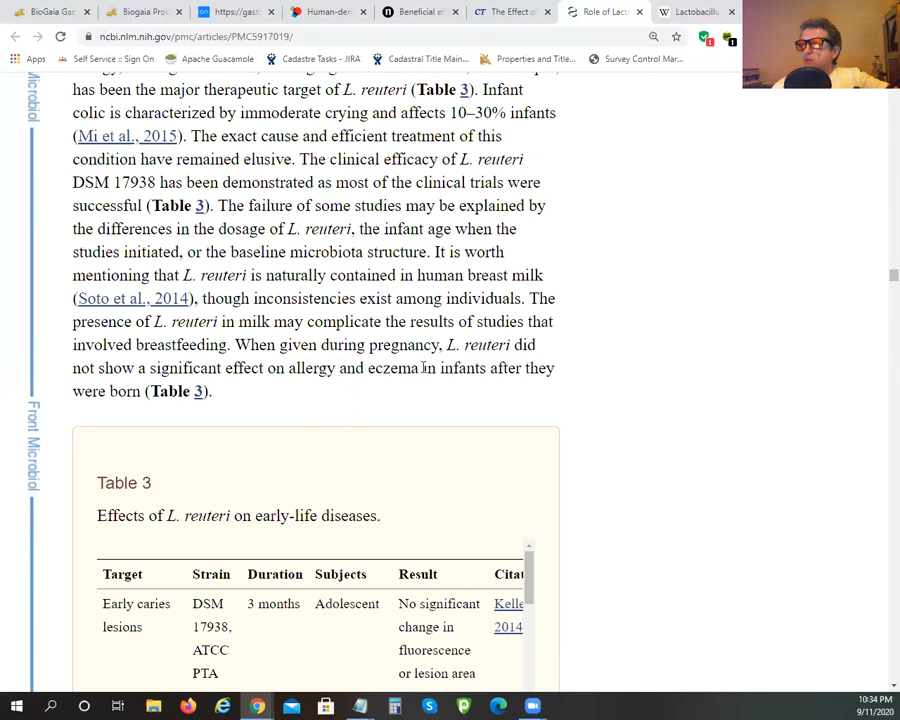 BioGaia Gast
Biogaia Prob
https://gastr
Human-der
Beneficial ef
CT The Effect o
Role of Lacto
W Lactobacillu
ncbi.nlm.nih.gov/pmc/articles/PMC5917019/
Apps
Self Service :: Sign On
Apache Guacamole
Cadastre Tasks - JIRA
Cadastral Title Main...
Properties and Title...
Survey Control Mar...
has been the major therapeutic target of L. reuteri (Table 3). Infant
colic is characterized by immoderate crying and affects 10–30% infants
(Mi et al., 2015). The exact cause and efficient treatment of this
condition have remained elusive. The clinical efficacy of L. reuteri
DSM 17938 has been demonstrated as most of the clinical trials were
successful (Table 3). The failure of some studies may be explained by
the differences in the dosage of L. reuteri, the infant age when the
studies initiated, or the baseline microbiota structure. It is worth
mentioning that L. reuteri is naturally contained in human breast milk
(Soto et al., 2014), though inconsistencies exist among individuals. The
presence of L. reuteri in milk may complicate the results of studies that
involved breastfeeding. When given during pregnancy, L. reuteri did
not show a significant effect on allergy and eczema in infants after they
were born (Table 3).
Microbiol
Front Microbiol
Table 3
Effects of L. reuteri on early-life diseases.
Target Strain Duration Subjects Result Citat
Early caries DSM 3 months Adolescent No significant Kelle
lesions 17938, change in 2014
ATCC fluorescence
PTA or lesion area
10:34 PM
9/11/2020